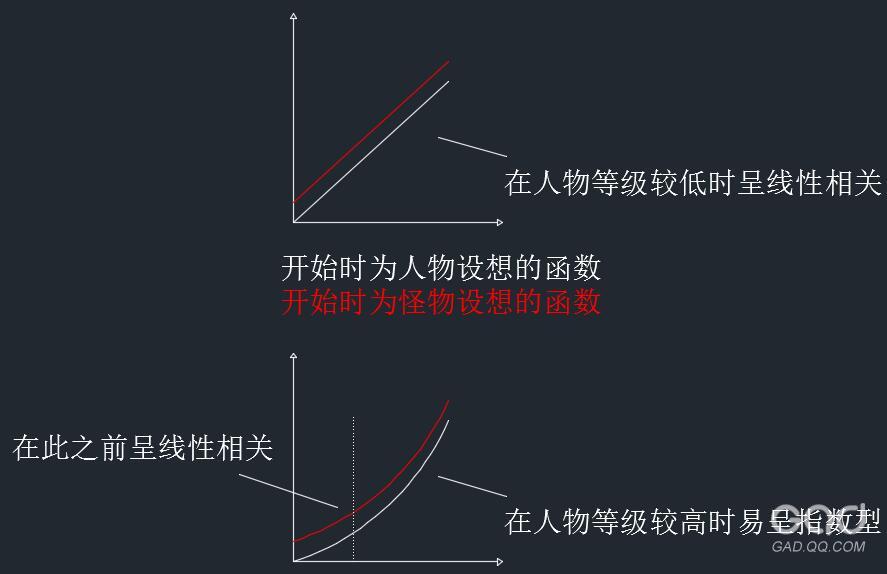 在人物等级较低时呈线性相关
开始时为人物设想的函数
开始时为怪物设想的函数
在此之前呈线性相关
在人物等级较高时易呈指数型
GAD
GAD.QQ.COM